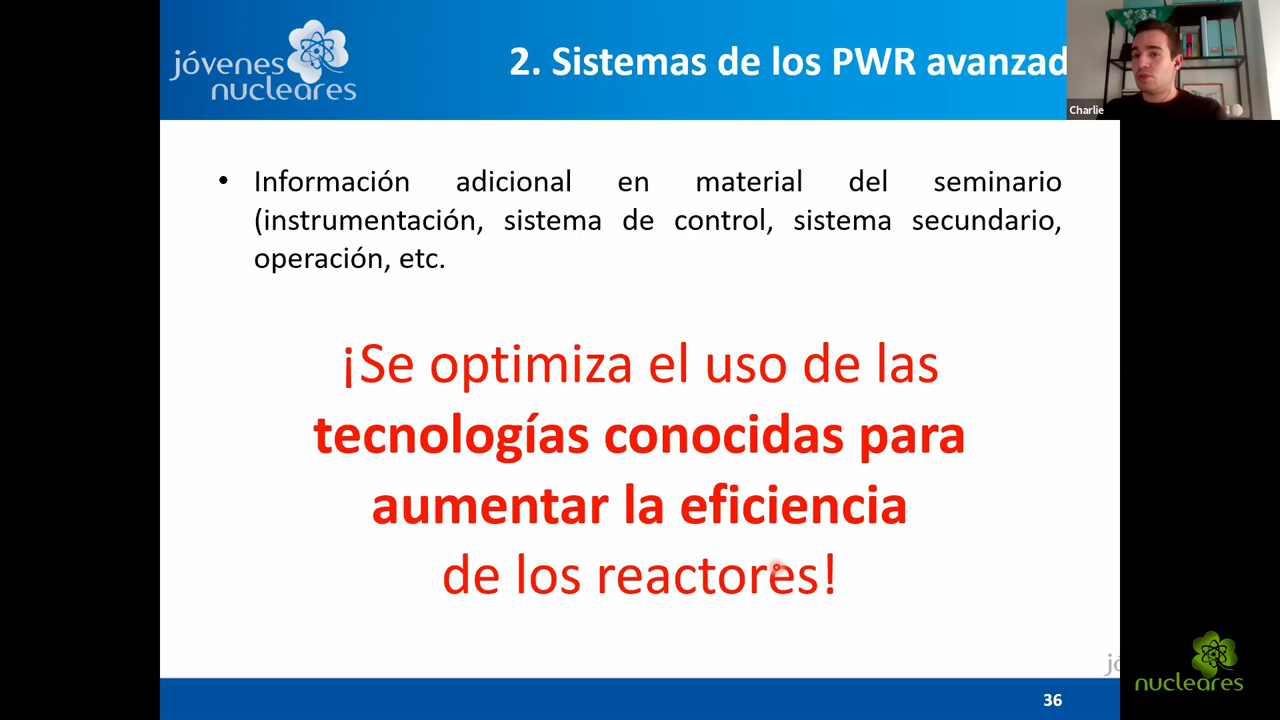 jóvenes
nucleares
2. Sistemas de los PWR avanzad
Charlie
• Información adicional en material del seminario
(instrumentación, sistema de control, sistema secundario,
operación, etc.
¡Se optimiza el uso de las
tecnologías conocidas para
aumentar la eficiencia
de los reactores!
jó
nucleares
36